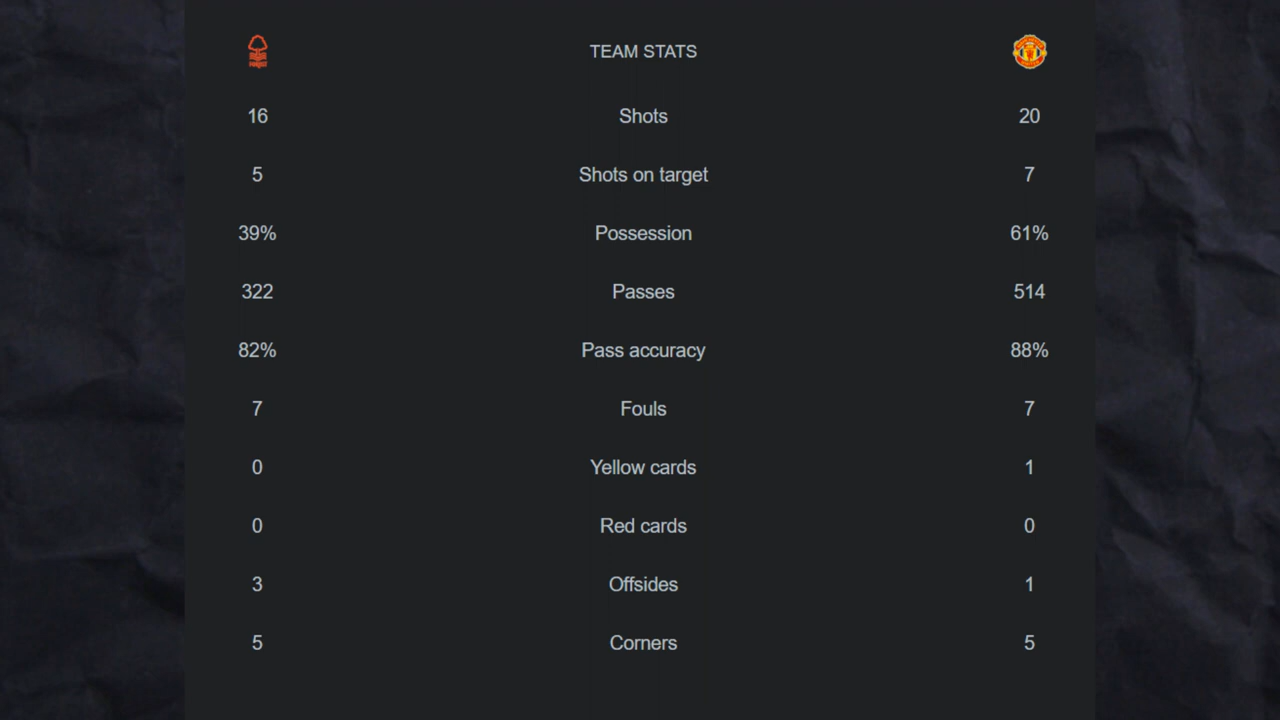 TEAM STATS
16 Shots 20
5 Shots on target 7
39% Possession 61%
322 Passes 514
82% Pass accuracy 88%
7 Fouls 7
0 Yellow cards 1
0 Red cards 0
3 Offsides 1
5 Corners 5